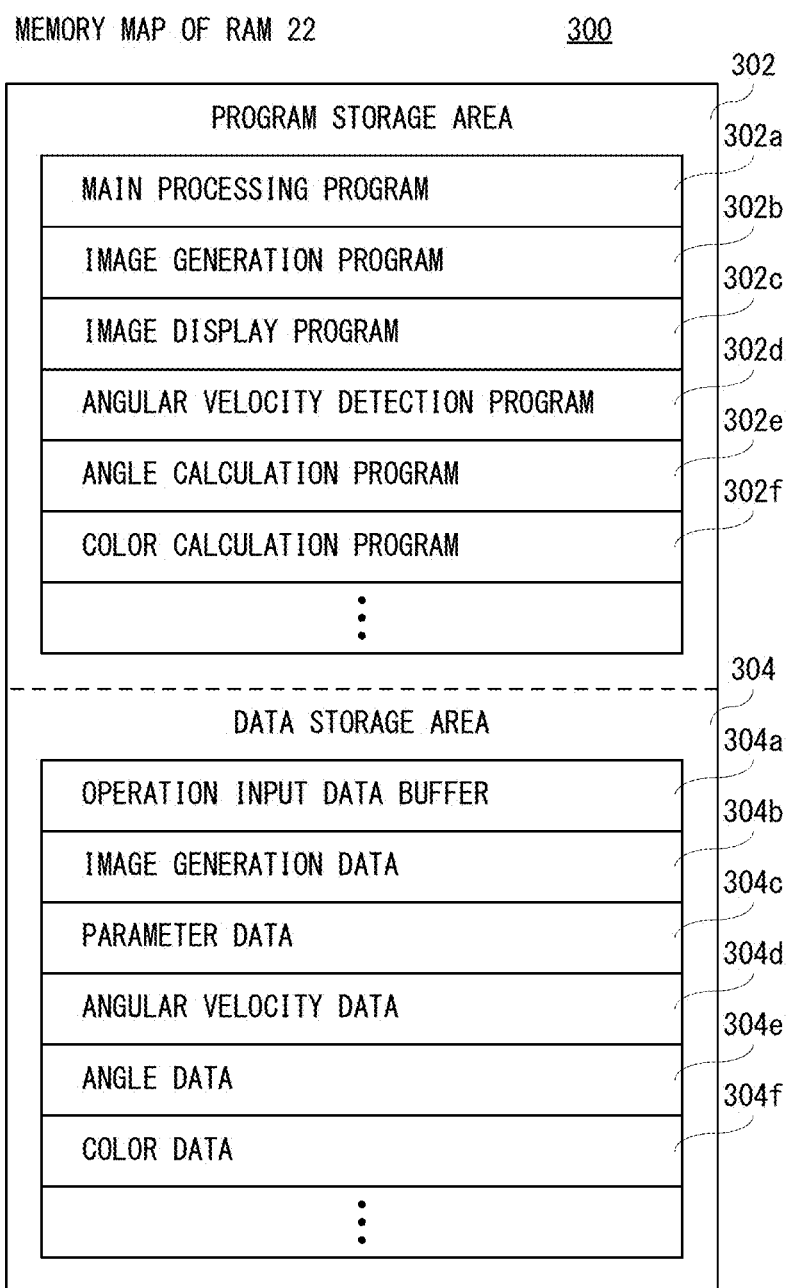 MEMORY MAP OF RAM 22 300
302
PROGRAM STORAGE AREA
302a
MAIN PROCESSING PROGRAM
302b
IMAGE GENERATION PROGRAM
302c
IMAGE DISPLAY PROGRAM
302d
ANGULAR VELOCITY DETECTION PROGRAM
302e
ANGLE CALCULATION PROGRAM
302f
COLOR CALCULATION PROGRAM
304
DATA STORAGE AREA
304a
OPERATION INPUT DATA BUFFER
304b
IMAGE GENERATION DATA
304c
PARAMETER DATA
304d
ANGULAR VELOCITY DATA
304e
ANGLE DATA
304f
COLOR DATA